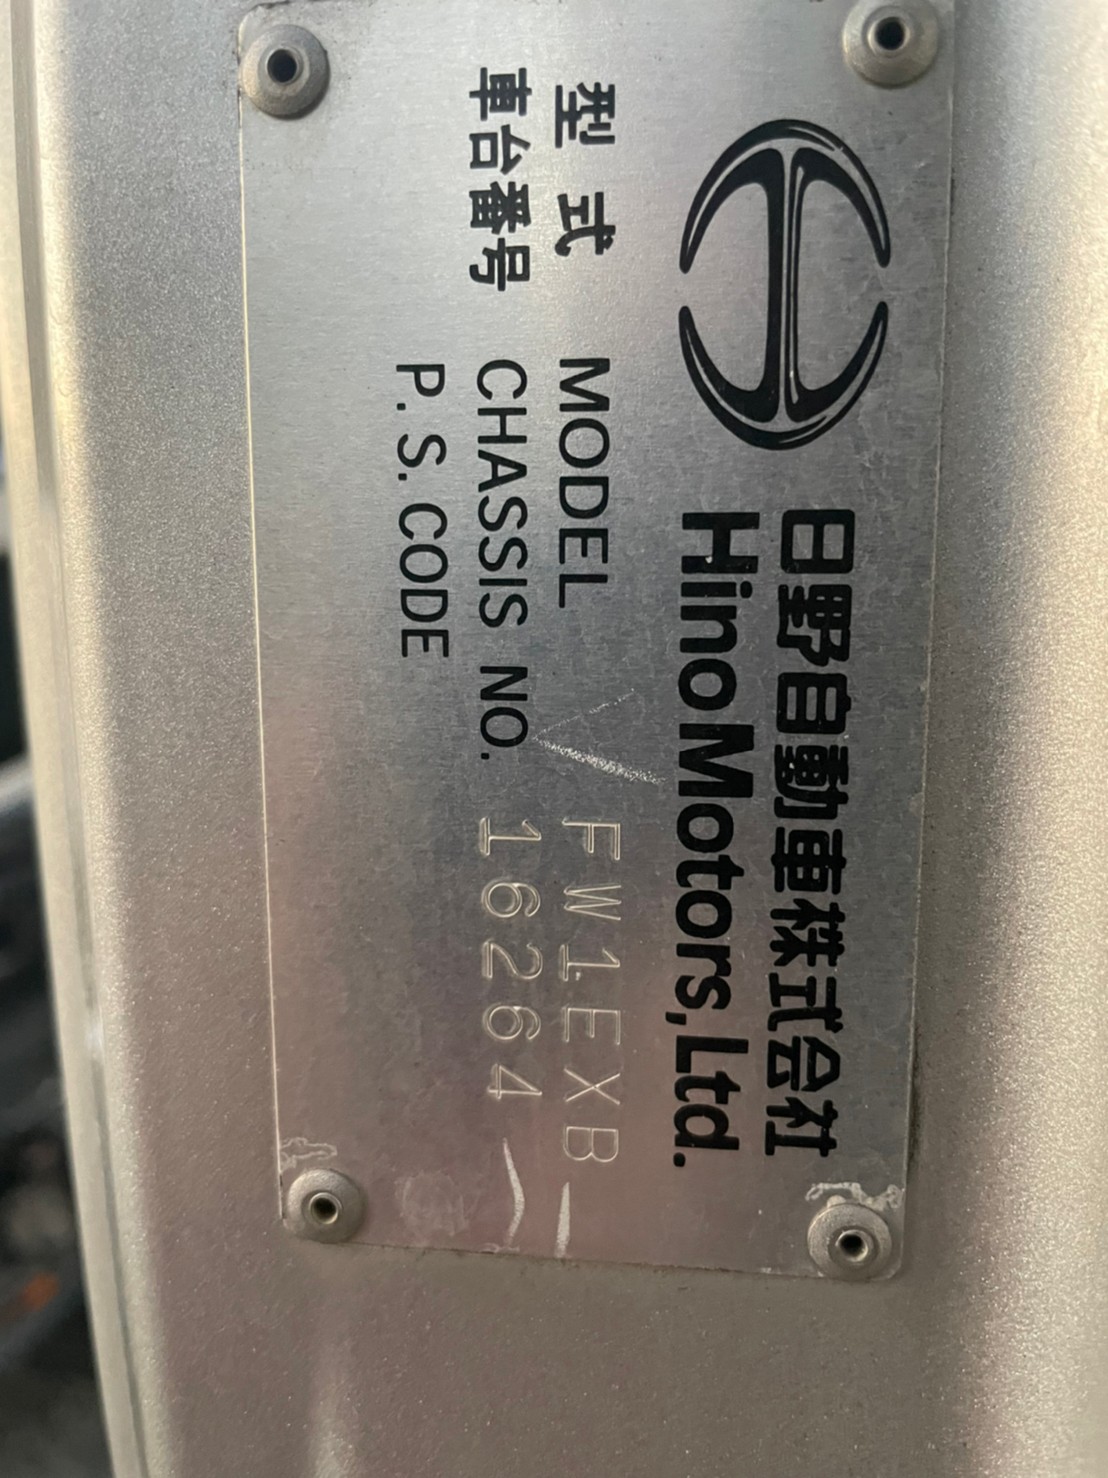 日野自動車株式会社
Hino Motors, Ltd.
型式 MODEL FW1EXB
車台番号 CHASSIS NO. 16264
P.S.CODE